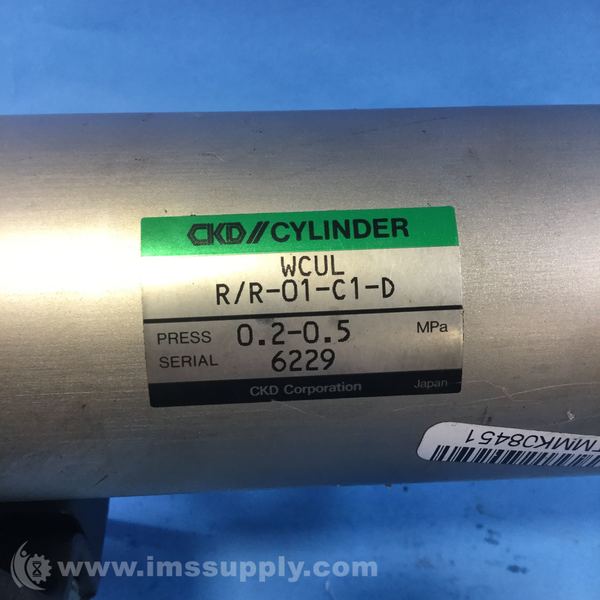 CKD//CYLINDER
WCUL
R/R-01-C1-D
PRESS 0.2-0.5 MPa
SERIAL 6229
CKD Corporation Japan
TMMK08451
www.imssupply.com